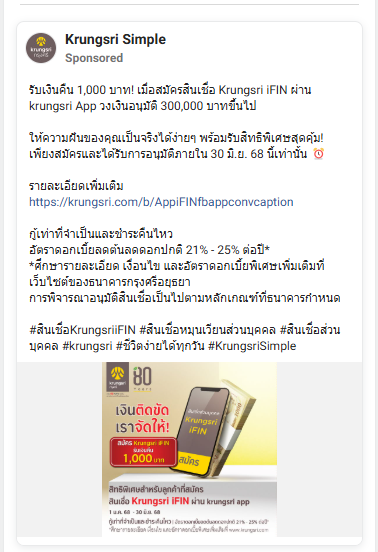 Krungsri Simple
Sponsored
krungsri
กรุงศรี
รับเงินคืน 1,000 บาท! เมื่อสมัครสินเชื่อ Krungsri iFIN ผ่าน
krungsri App วงเงินอนุมัติ 300,000 บาทขึ้นไป
ให้ความฝันของคุณเป็นจริงได้ง่ายๆ พร้อมรับสิทธิพิเศษสุดคุ้ม!
เพียงสมัครและได้รับการอนุมัติภายใน 30 มิ.ย. 68 นี้เท่านั้น ⏰
รายละเอียดเพิ่มเติม
https://krungsri.com/b/AppiFINfbappconvcaption
กู้เท่าที่จำเป็นและชำระคืนไหว
อัตราดอกเบี้ยลดต้นลดดอกปกติ 21% - 25% ต่อปี*
*ศึกษารายละเอียด เงื่อนไข และอัตราดอกเบี้ยพิเศษเพิ่มเติมที่
เว็บไซต์ของธนาคารกรุงศรีอยุธยา
การพิจารณาอนุมัติสินเชื่อเป็นไปตามหลักเกณฑ์ที่ธนาคารกำหนด
#สินเชื่อKrungsriiFIN #สินเชื่อหมุนเวียนส่วนบุคคล #สินเชื่อส่วน
บุคคล #krungsri #ชีวิตง่ายได้ทุกวัน #KrungsriSimple
krungsri
กรุงศรี
80
Years
เงินติดขัด
เราจัดให้!
สมัคร Krungsri iFIN
รับเงินคืน
1,000 บาท
Krungsri
iFIN
สมัคร
สิทธิพิเศษสำหรับลูกค้าที่สมัคร
สินเชื่อ Krungsri iFIN ผ่าน krungsri app
1 ม.ค. 68 - 30 มิ.ย. 68
กู้เท่าที่จำเป็นและชำระคืนไหว | อัตราดอกเบี้ยลดต้นลดดอกปกติ 21% - 25% ต่อปี*